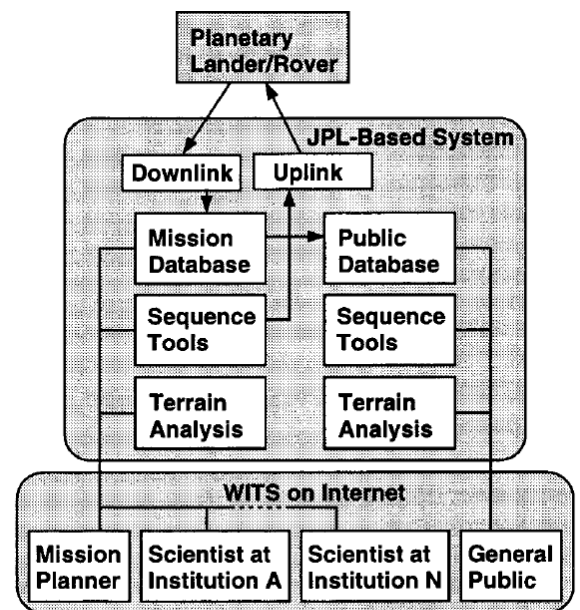 Planetary
Lander/Rover
JPL-Based System
Downlink
Uplink
Mission
Database
Public
Database
Sequence
Tools
Sequence
Tools
Terrain
Analysis
Terrain
Analysis
WITS on Internet
Mission
Planner
Scientist at
Institution A
Scientist at
Institution N
General
Public